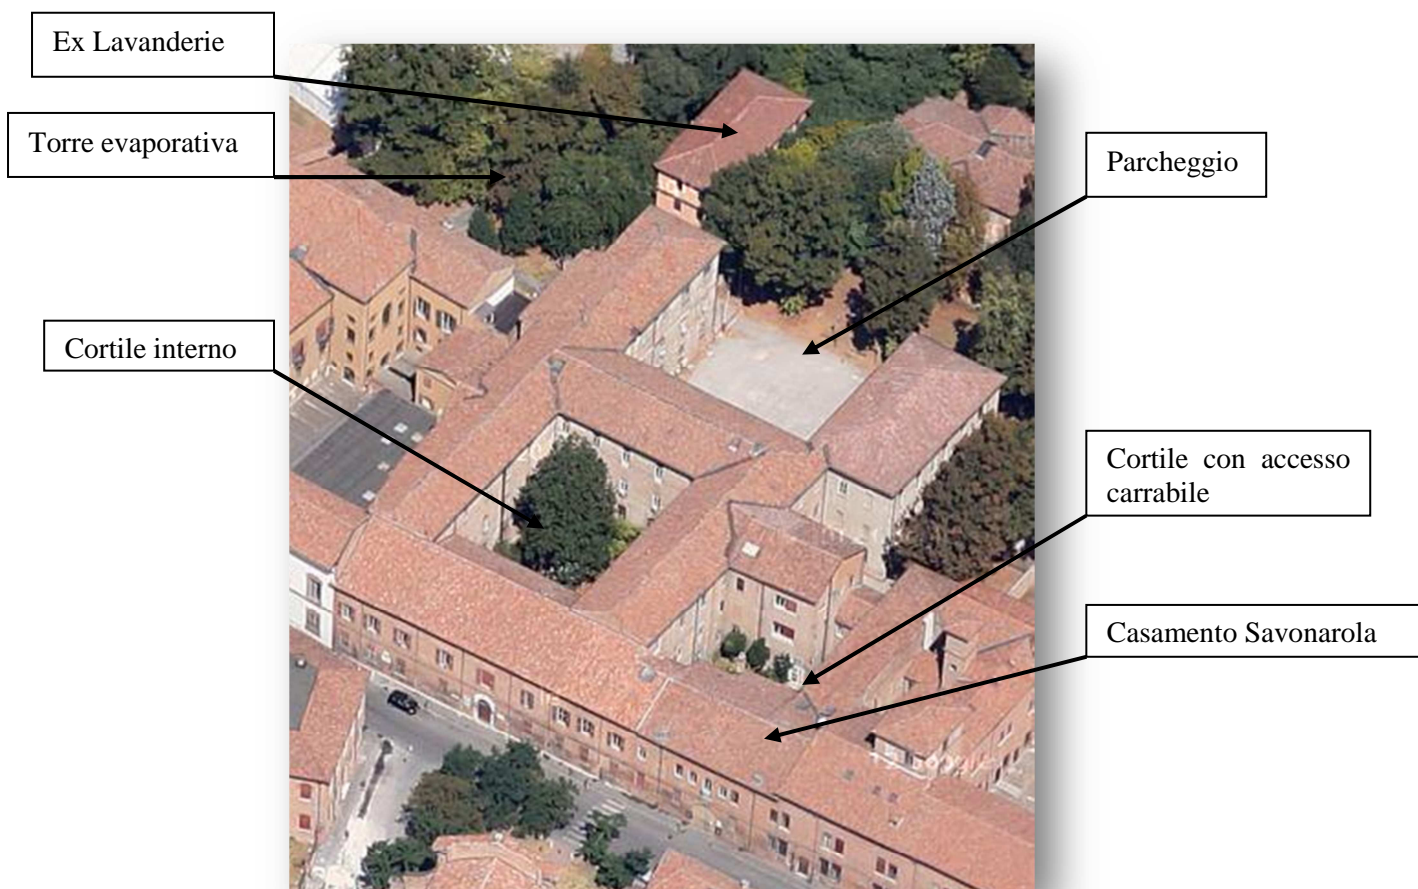 Ex Lavanderie
Torre evaporativa
Parcheggio
Cortile interno
Cortile con accesso
carrabile
Casamento Savonarola